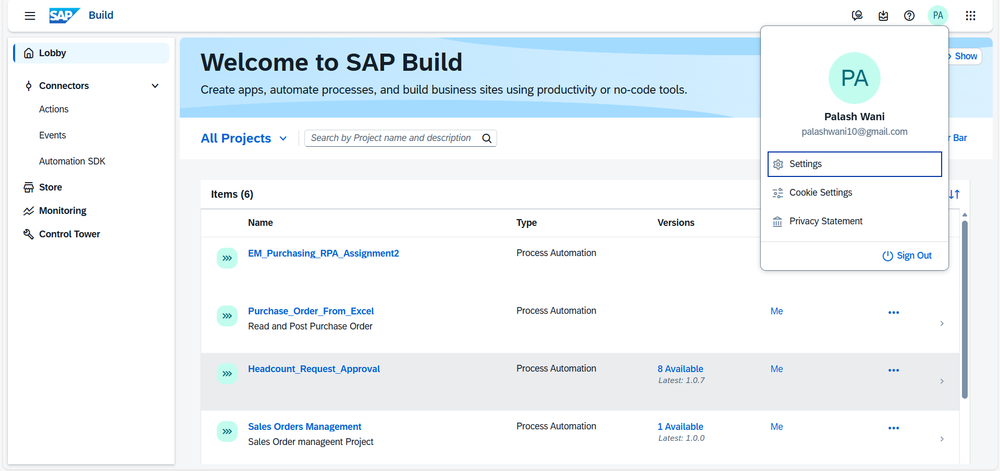 SAP Build
PA
Lobby
Connectors
Actions
Events
Automation SDK
Store
Monitoring
Control Tower
Welcome to SAP Build
Create apps, automate processes, and build business sites using productivity or no-code tools.
Show
All Projects
Search by Project name and description
r Bar
PA
Palash Wani
palashwani10@gmail.com
Settings
Cookie Settings
Privacy Statement
Sign Out
Items (6)
Name Type Versions
EM_Purchasing_RPA_Assignment2 Process Automation
Purchase_Order_From_Excel Process Automation Me
Read and Post Purchase Order
Headcount_Request_Approval Process Automation 8 Available Me
Latest: 1.0.7
Sales Orders Management Process Automation 1 Available Me
Sales Order manageent Project Latest: 1.0.0